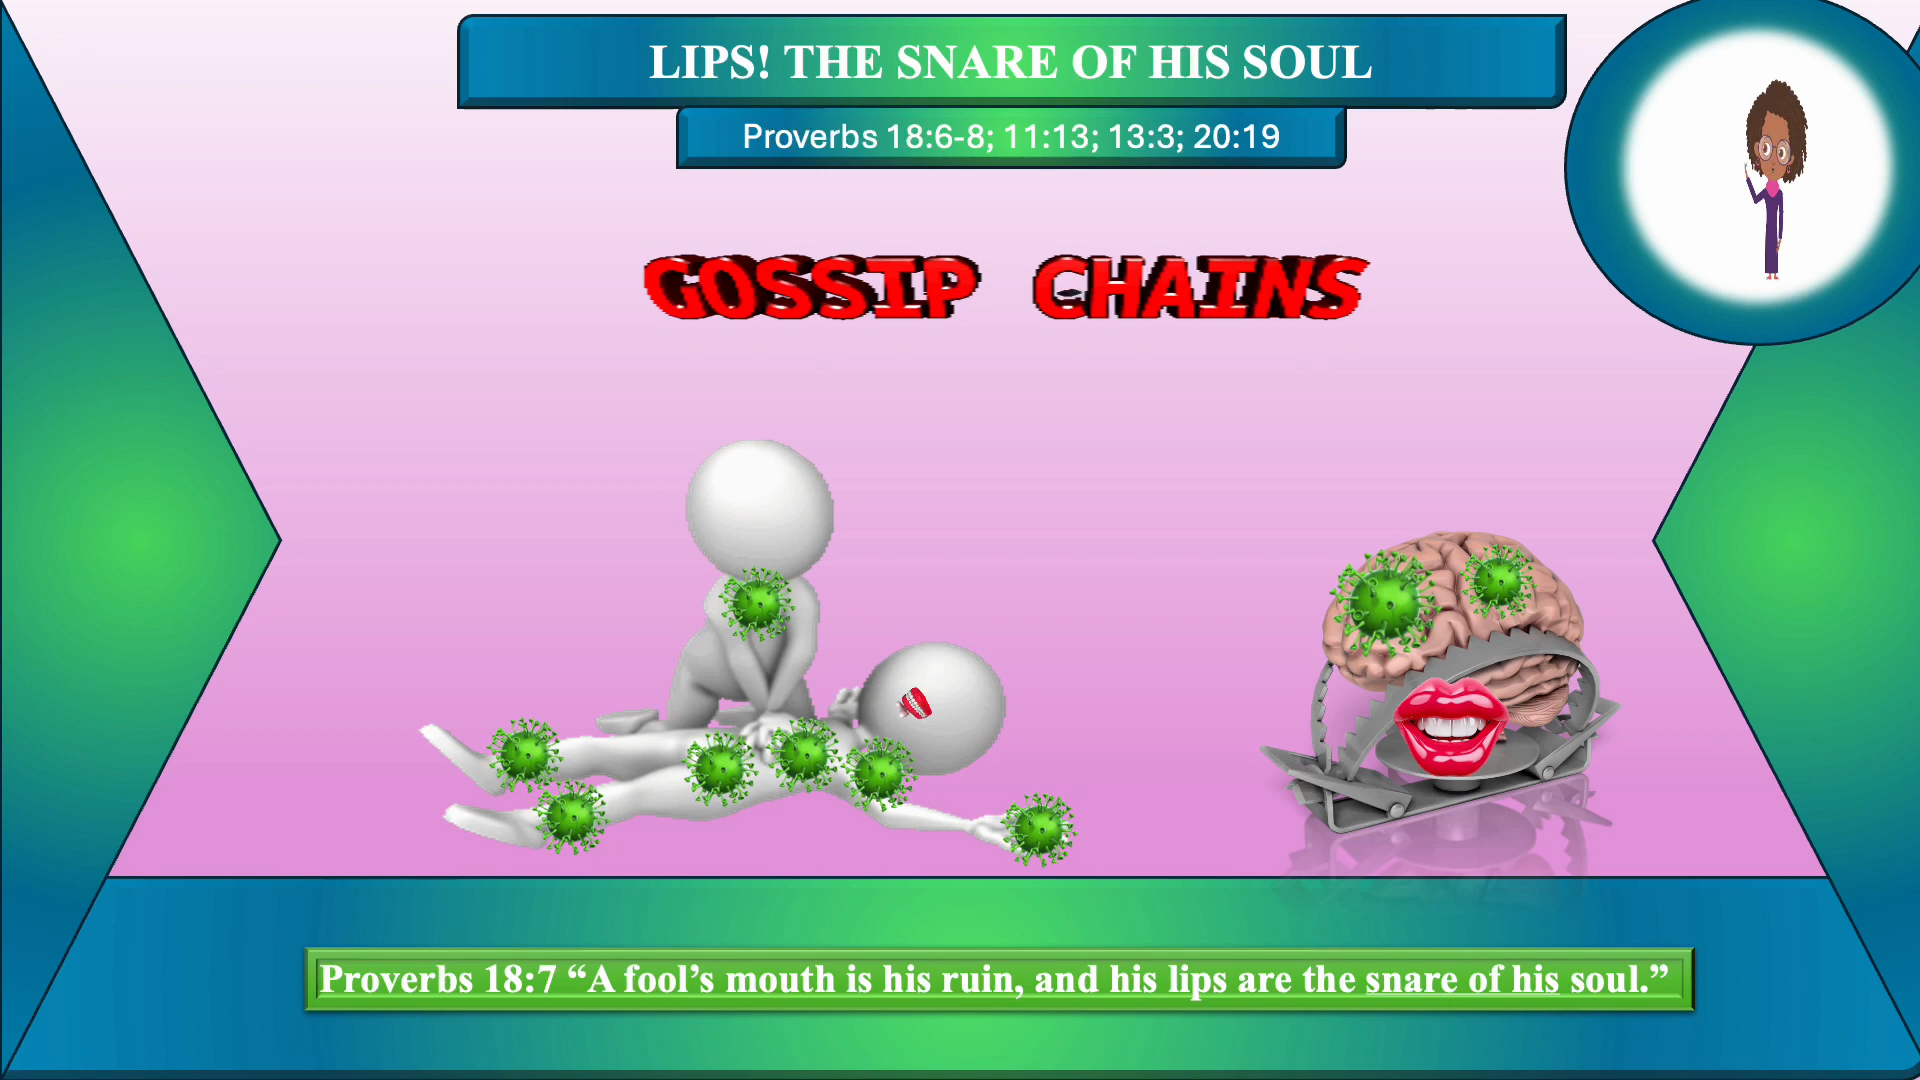 LIPS! THE SNARE OF HIS SOUL
Proverbs 18:6-8; 11:13; 13:3; 20:19
GOSSIP CHAINS
Proverbs 18:7 “A fool’s mouth is his ruin, and his lips are the snare of his soul.”